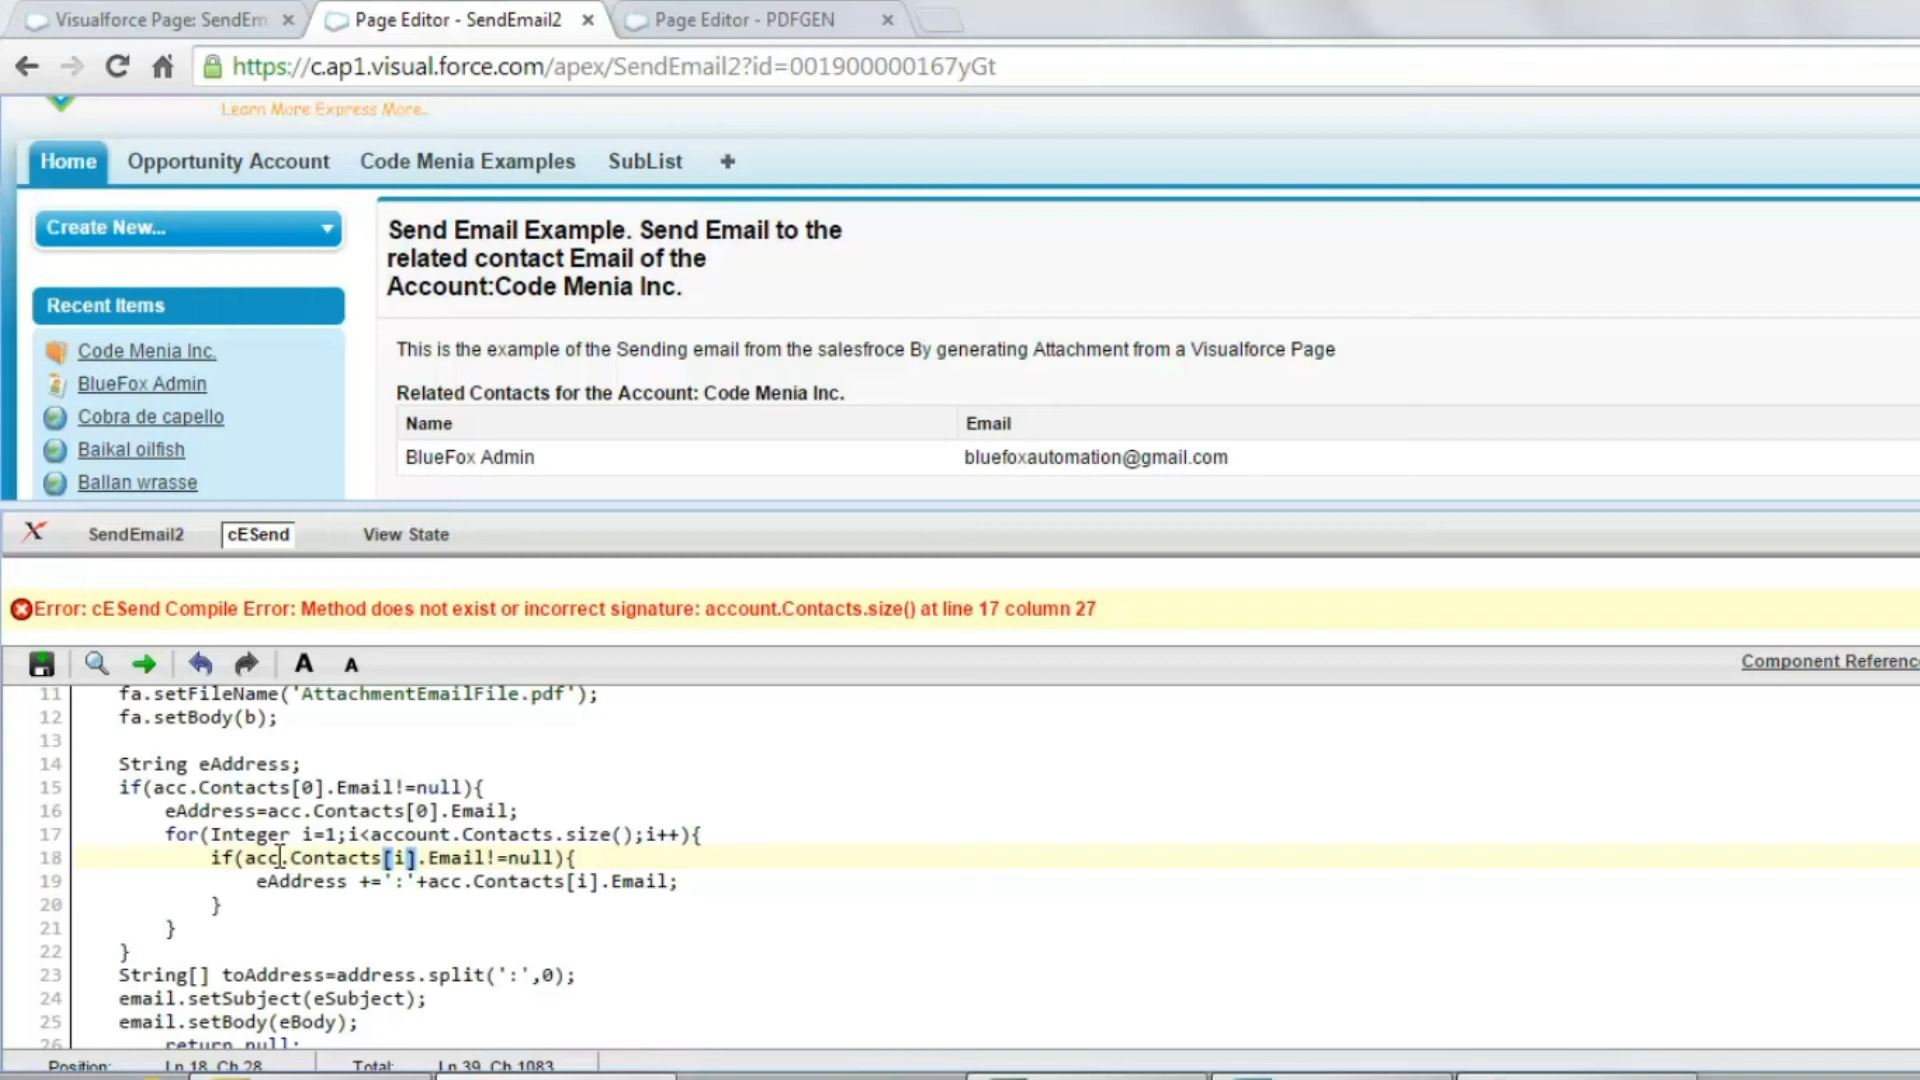 Visualforce Page: SendEm
Page Editor - SendEmail2
Page Editor - PDFGEN
https://c.ap1.visual.force.com/apex/SendEmail2?id=001900000167yGt
Learn More Express More..
Home Opportunity Account Code Menia Examples SubList +
Create New...
Send Email Example. Send Email to the
related contact Email of the
Account:Code Menia Inc.
Recent Items
Code Menia Inc.
BlueFox Admin
Cobra de capello
Baikal oilfish
Ballan wrasse
This is the example of the Sending email from the salesfroce By generating Attachment from a Visualforce Page
Related Contacts for the Account: Code Menia Inc.
Name Email
BlueFox Admin bluefoxautomation@gmail.com
SendEmail2 cESend View State
Error: cESend Compile Error: Method does not exist or incorrect signature: account.Contacts.size() at line 17 column 27
A A
Component Reference
11 fa.setFileName('AttachmentEmailFile.pdf');
12 fa.setBody(b);
13
14 String eAddress;
15 if(acc.Contacts[0].Email!=null){
16 eAddress=acc.Contacts[0].Email;
17 for(Integer i=1;i<account.Contacts.size();i++){
18 if(acc.Contacts[i].Email!=null){
19 eAddress +=':'+acc.Contacts[i].Email;
20 }
21 }
22 }
23 String[] toAddress=address.split(':',0);
24 email.setSubject(eSubject);
25 email.setBody(eBody);
26 return null;
Position: Ln 18, Ch 28 Total: Ln 39, Ch 1083